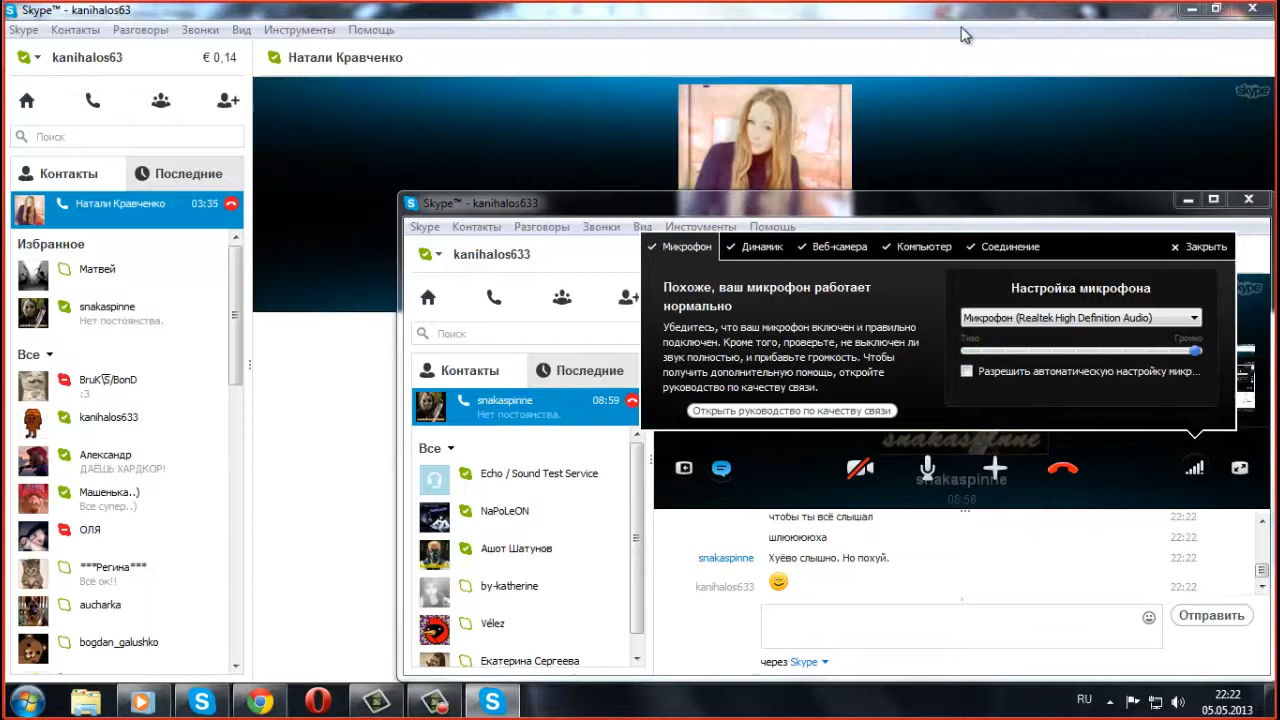 Skype™ - kanihalos63
Skype Контакты Разговоры Звонки Вид Инструменты Помощь
kanihalos63 € 0,14
Натали Кравченко
skype
Поиск
Контакты Последние
Натали Кравченко 03:35
Избранное
Матвей
snakaspinne
Нет постоянства.
Все
BruK\S/BonD
:3
kanihalos633
Александр
ДАЁШЬ ХАРДКОР!
Машенька..)
Все супер..)
ОЛЯ
***Регина***
Всё ок!!
aucharka
bogdan_galushko
Skype™ - kanihalos633
Skype Контакты Разговоры Звонки Вид Инструменты Помощь
kanihalos633
Поиск
Контакты Последние
snakaspinne 08:59
Нет постоянства.
Все
Echo / Sound Test Service
NaPoLeON
Ашот Шатунов
by-katherine
Vélez
Екатерина Сергеева
Микрофон Динамик Веб-камера Компьютер Соединение Закрыть
Похоже, ваш микрофон работает
нормально
Убедитесь, что ваш микрофон включен и правильно
подключен. Кроме того, проверьте, не выключен ли
звук полностью, и прибавьте громкость. Чтобы
получить дополнительную помощь, откройте
руководство по качеству связи.
Открыть руководство по качеству связи
Настройка микрофона
Микрофон (Realtek High Definition Audio)
Тихо Громко
Разрешить автоматическую настройку микр...
snakaspinne
snakaspinne
08:58
чтобы ты всё слышал 22:22
шлюююоха 22:22
snakaspinne Хуёво слышно. Но похуй. 22:22
kanihalos633 22:22
Отправить
через Skype
RU
22:22
05.05.2013